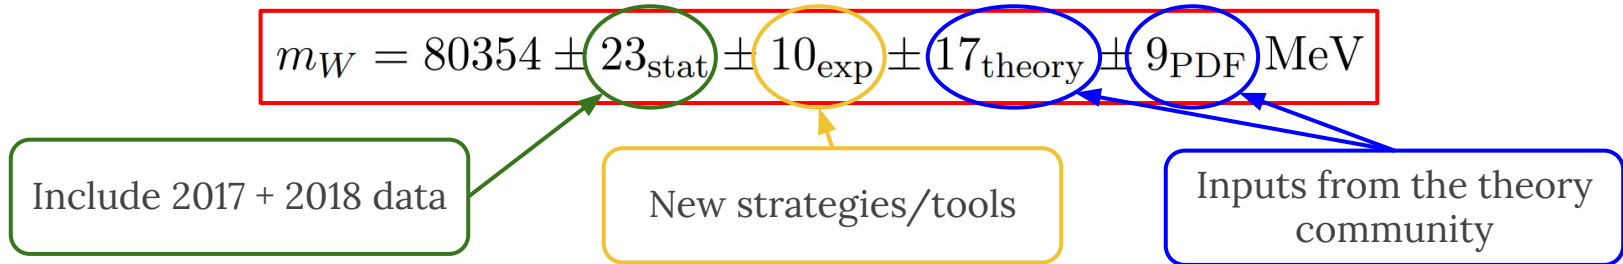 m_W = 80354 ± 23_stat ± 10_exp ± 17_theory ± 9_PDF MeV
Include 2017 + 2018 data
New strategies/tools
Inputs from the theory
community